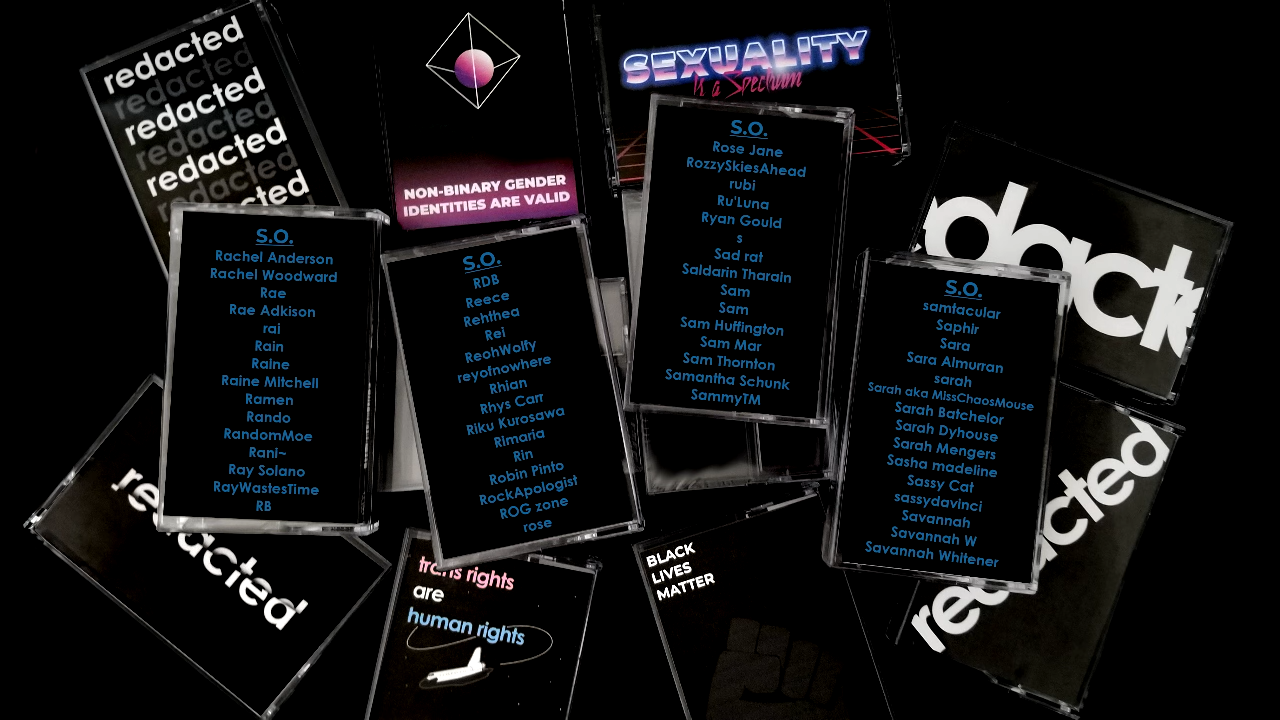 redacted
redacted
redacted
redacted
redacted
redacted
cted
NON-BINARY GENDER
IDENTITIES ARE VALID
SEXUALITY
Is a Spectrum
S.O.
Rachel Anderson
Rachel Woodward
Rae
Rae Adkison
rai
Rain
Raine
Raine Mitchell
Ramen
Rando
RandomMoe
Rani~
Ray Solano
RayWastesTime
RB
S.O.
RDB
Reece
Rehthea
Rei
ReohWolfy
reyofnowhere
Rhian
Rhys Carr
Riku Kurosawa
RImaria
Rin
Robin Pinto
RockApologist
ROG zone
rose
S.O.
Rose Jane
RozzySkiesAhead
rubi
Ru'Luna
Ryan Gould
s
Sad rat
Saldarin Tharain
Sam
Sam
Sam Huffington
Sam Mar
Sam Thornton
Samantha Schunk
SammyTM
S.O.
samtacular
Saphir
Sara
Sara Almurran
sarah
Sarah aka MissChaosMouse
Sarah Batchelor
Sarah Dyhouse
Sarah Mengers
Sasha madeline
Sassy Cat
sassydavinci
Savannah
Savannah W
Savannah Whitener
edacte
redacted
redacted
trans rights
are
human rights
BLACK
LIVES
MATTER